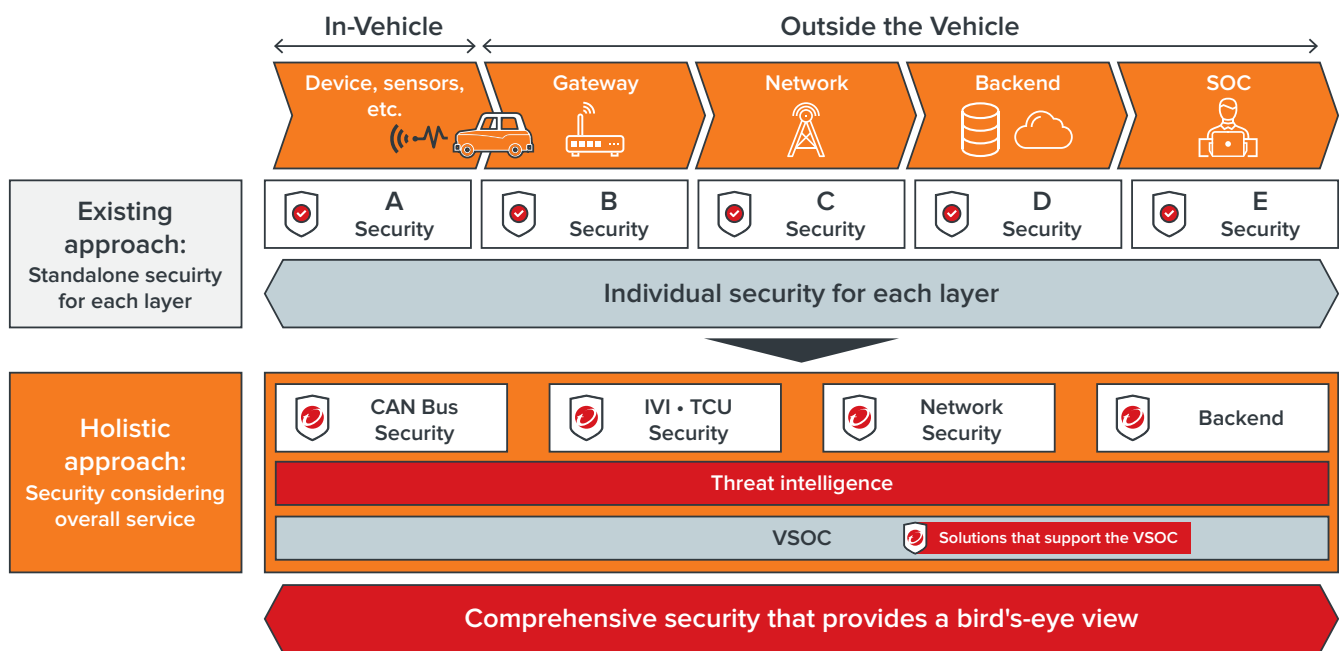 In-Vehicle
Outside the Vehicle
Device, sensors,
etc.
Gateway
Network
Backend
SOC
Existing
approach:
Standalone secuirty
for each layer
A
Security
B
Security
C
Security
D
Security
E
Security
Individual security for each layer
Holistic
approach:
Security considering
overall service
CAN Bus
Security
IVI • TCU
Security
Network
Security
Backend
Threat intelligence
VSOC
Solutions that support the VSOC
Comprehensive security that provides a bird's-eye view